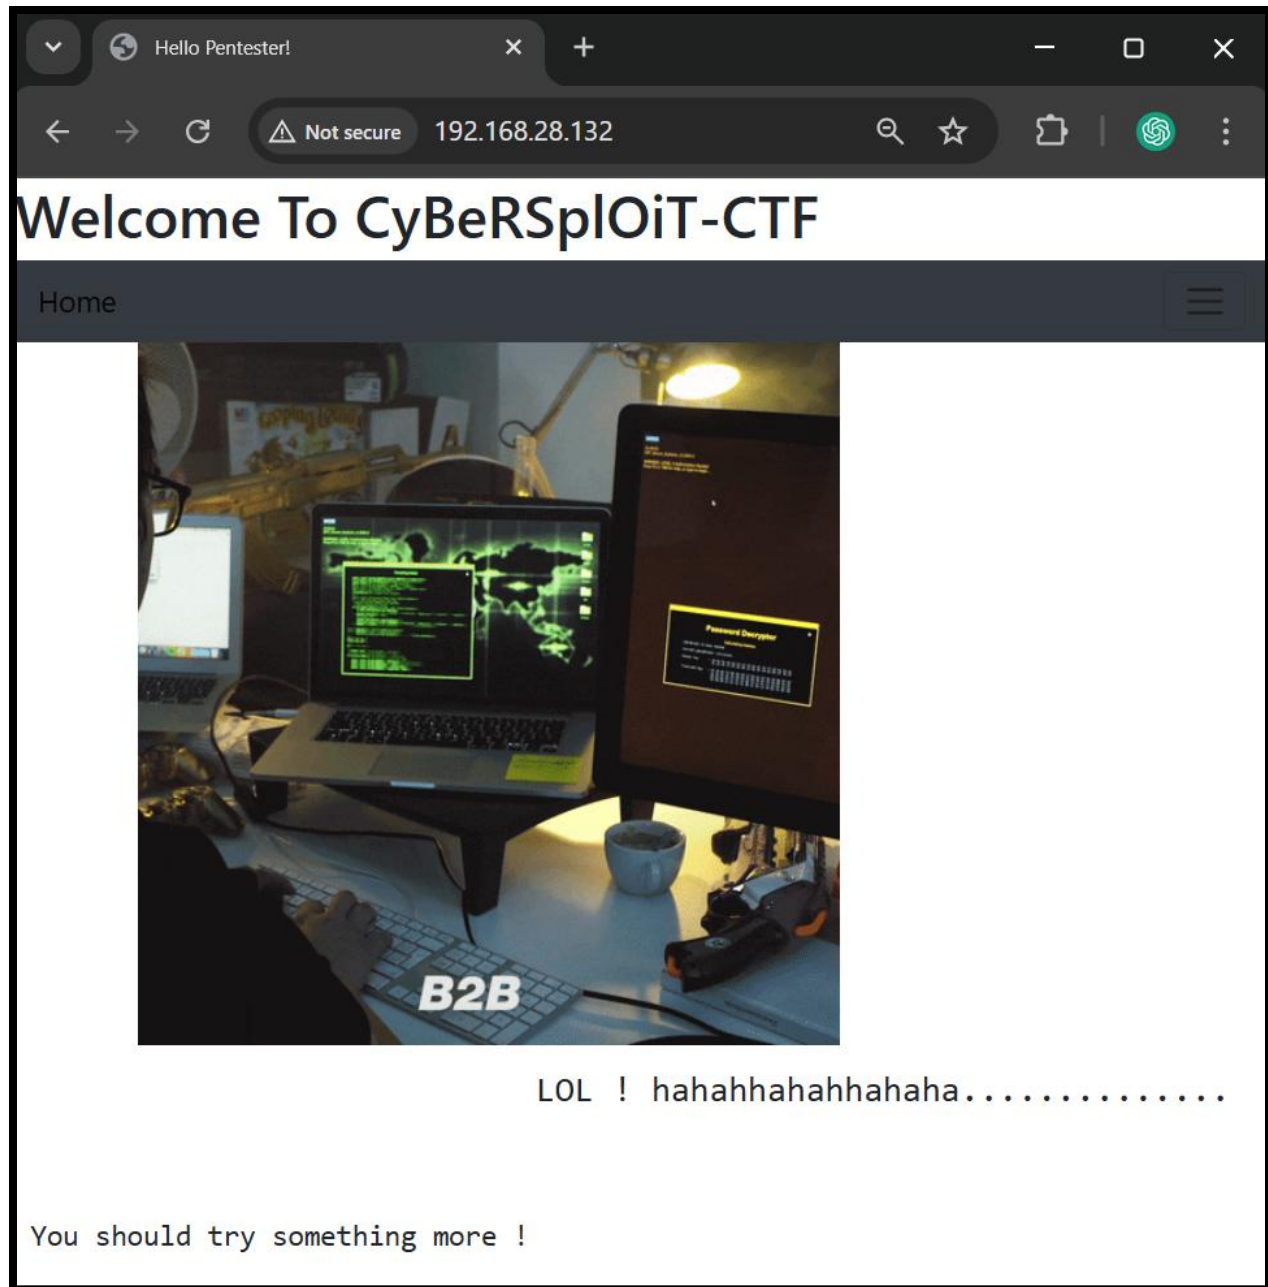 Hello Pentester!
Not secure
192.168.28.132
Welcome To CyBeRSplOiT-CTF
Home
Password Decrypter
B2B
LOL ! hahahhahahhahaha..............
You should try something more !